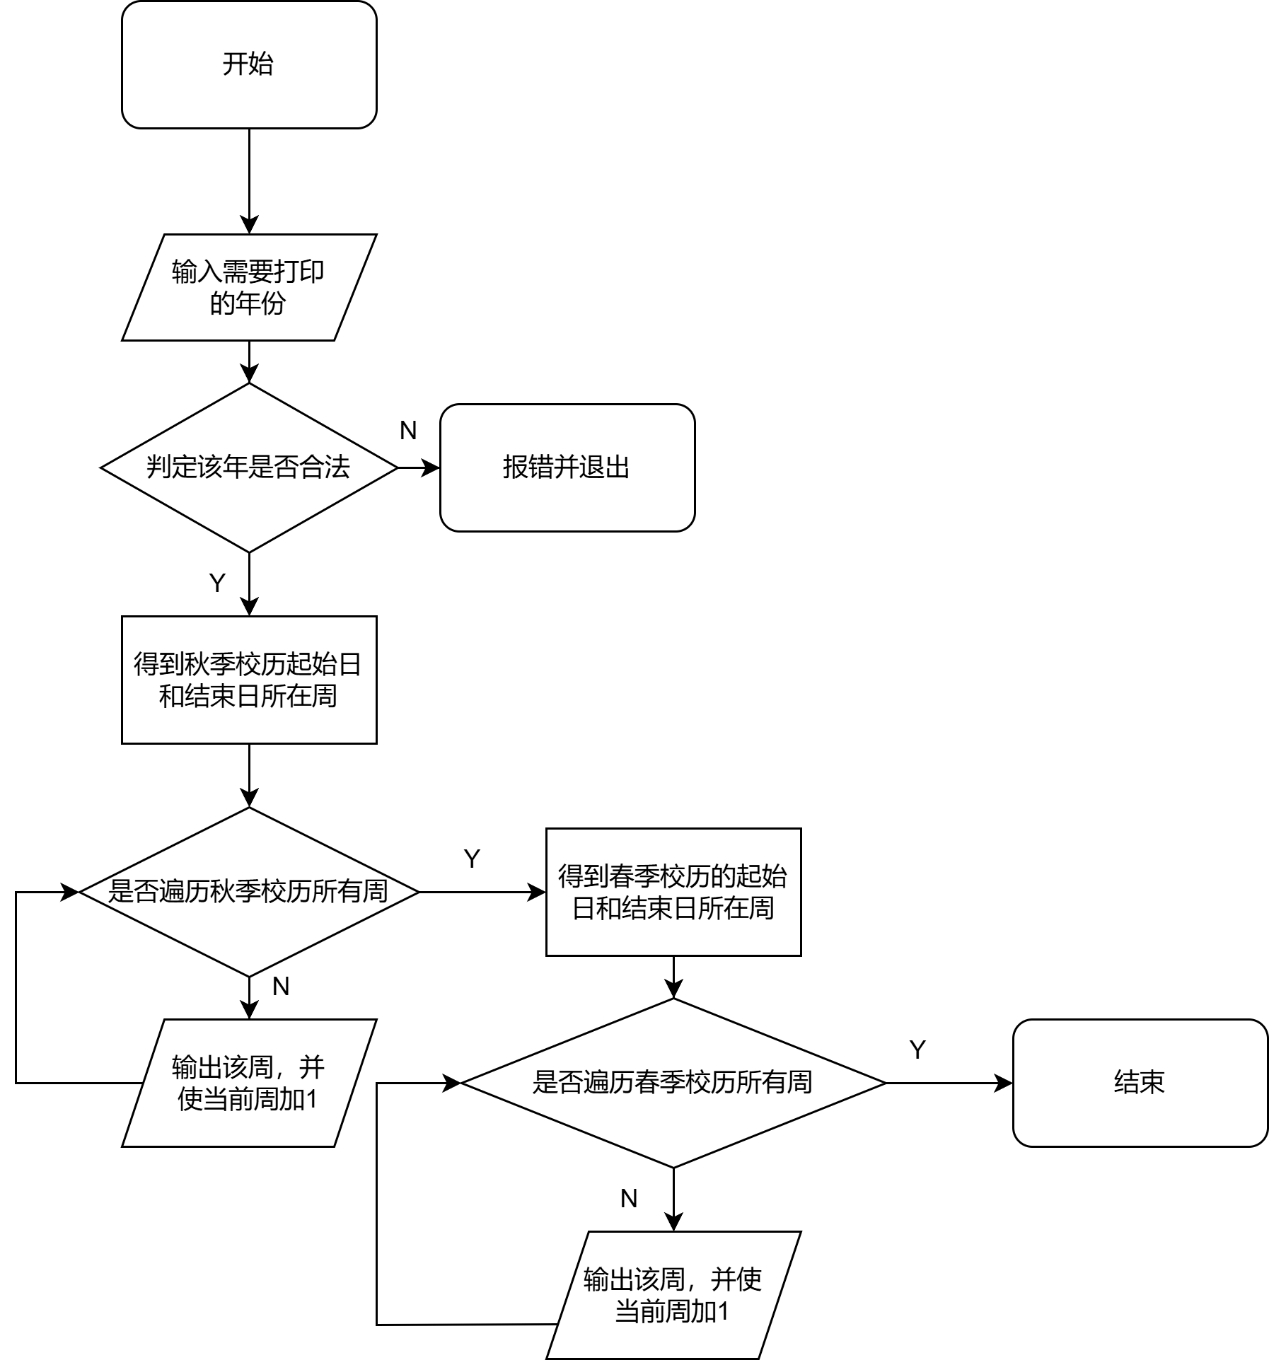 开始
输入需要打印
的年份
判定该年是否合法
N
报错并退出
Y
得到秋季校历起始日
和结束日所在周
是否遍历秋季校历所有周
Y
得到春季校历的起始
日和结束日所在周
N
输出该周，并
使当前周加1
是否遍历春季校历所有周
Y
结束
N
输出该周，并使
当前周加1